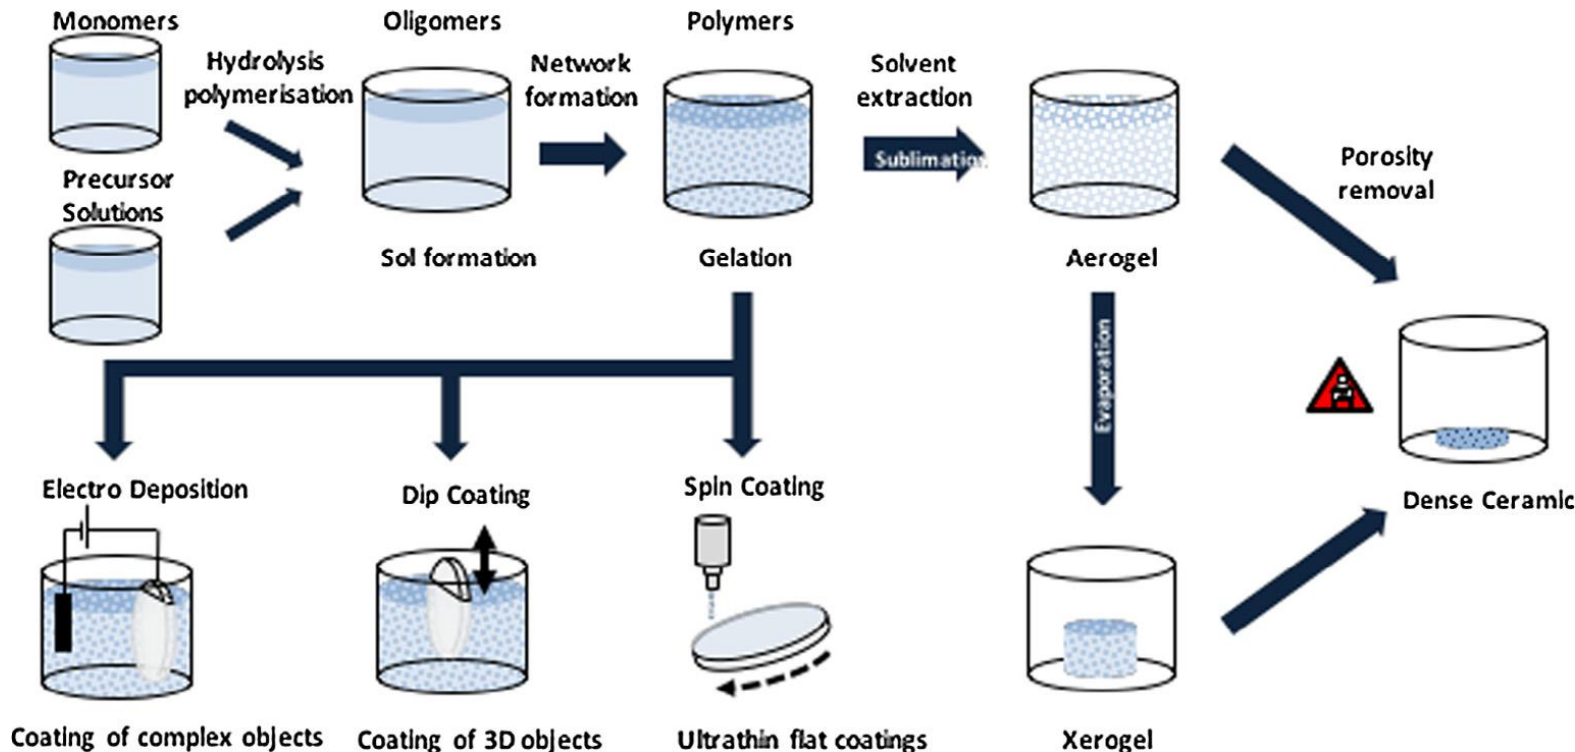 Monomers
Hydrolysis
polymerisation
Precursor
Solutions
Oligomers
Sol formation
Network
formation
Polymers
Gelation
Solvent
extraction
Sublimation
Aerogel
Porosity
removal
Evaporation
Dense Ceramic
Xerogel
Electro Deposition
Coating of complex objects
Dip Coating
Coating of 3D objects
Spin Coating
Ultrathin flat coatings